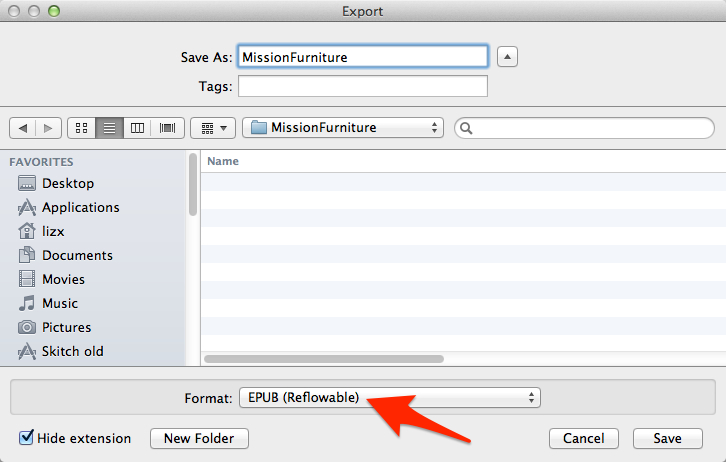 Export
Save As: MissionFurniture
Tags:
MissionFurniture
FAVORITES
Name
Desktop
Applications
lizx
Documents
Movies
Music
Pictures
Skitch old
Format: EPUB (Reflowable)
Hide extension New Folder Cancel Save